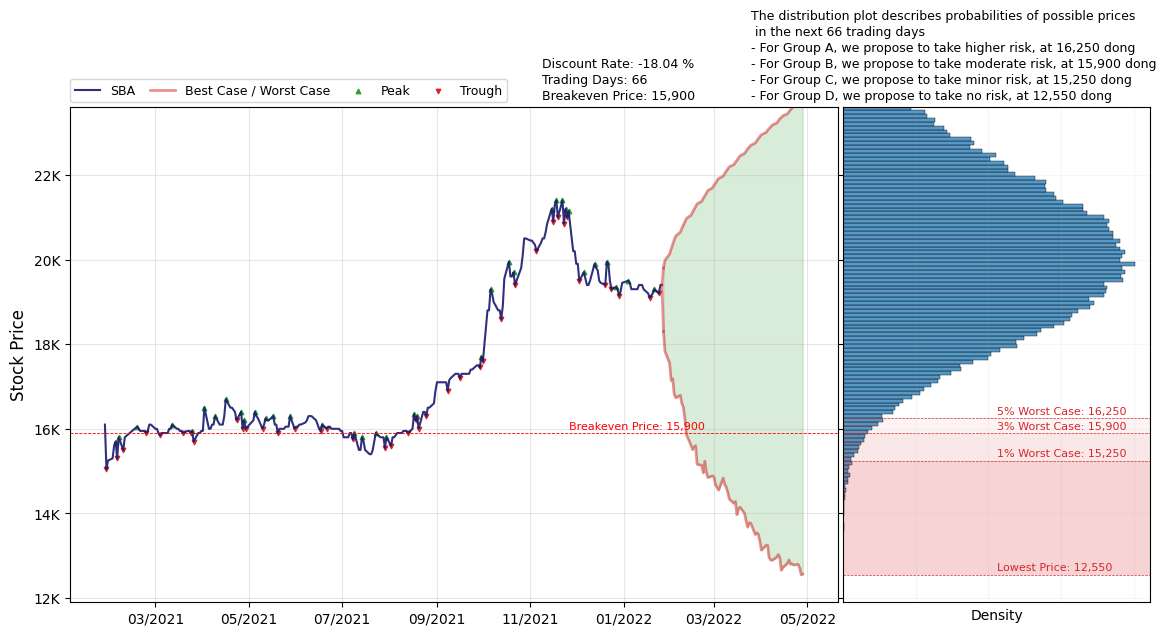 The distribution plot describes probabilities of possible prices
in the next 66 trading days
- For Group A, we propose to take higher risk, at 16,250 dong
- For Group B, we propose to take moderate risk, at 15,900 dong
- For Group C, we propose to take minor risk, at 15,250 dong
- For Group D, we propose to take no risk, at 12,550 dong
Discount Rate: -18.04 %
Trading Days: 66
Breakeven Price: 15,900
SBA
Best Case / Worst Case
Peak
Trough
Stock Price
22K
20K
18K
16K
14K
12K
Breakeven Price: 15,900
5% Worst Case: 16,250
3% Worst Case: 15,900
1% Worst Case: 15,250
Lowest Price: 12,550
03/2021
05/2021
07/2021
09/2021
11/2021
01/2022
03/2022
05/2022
Density